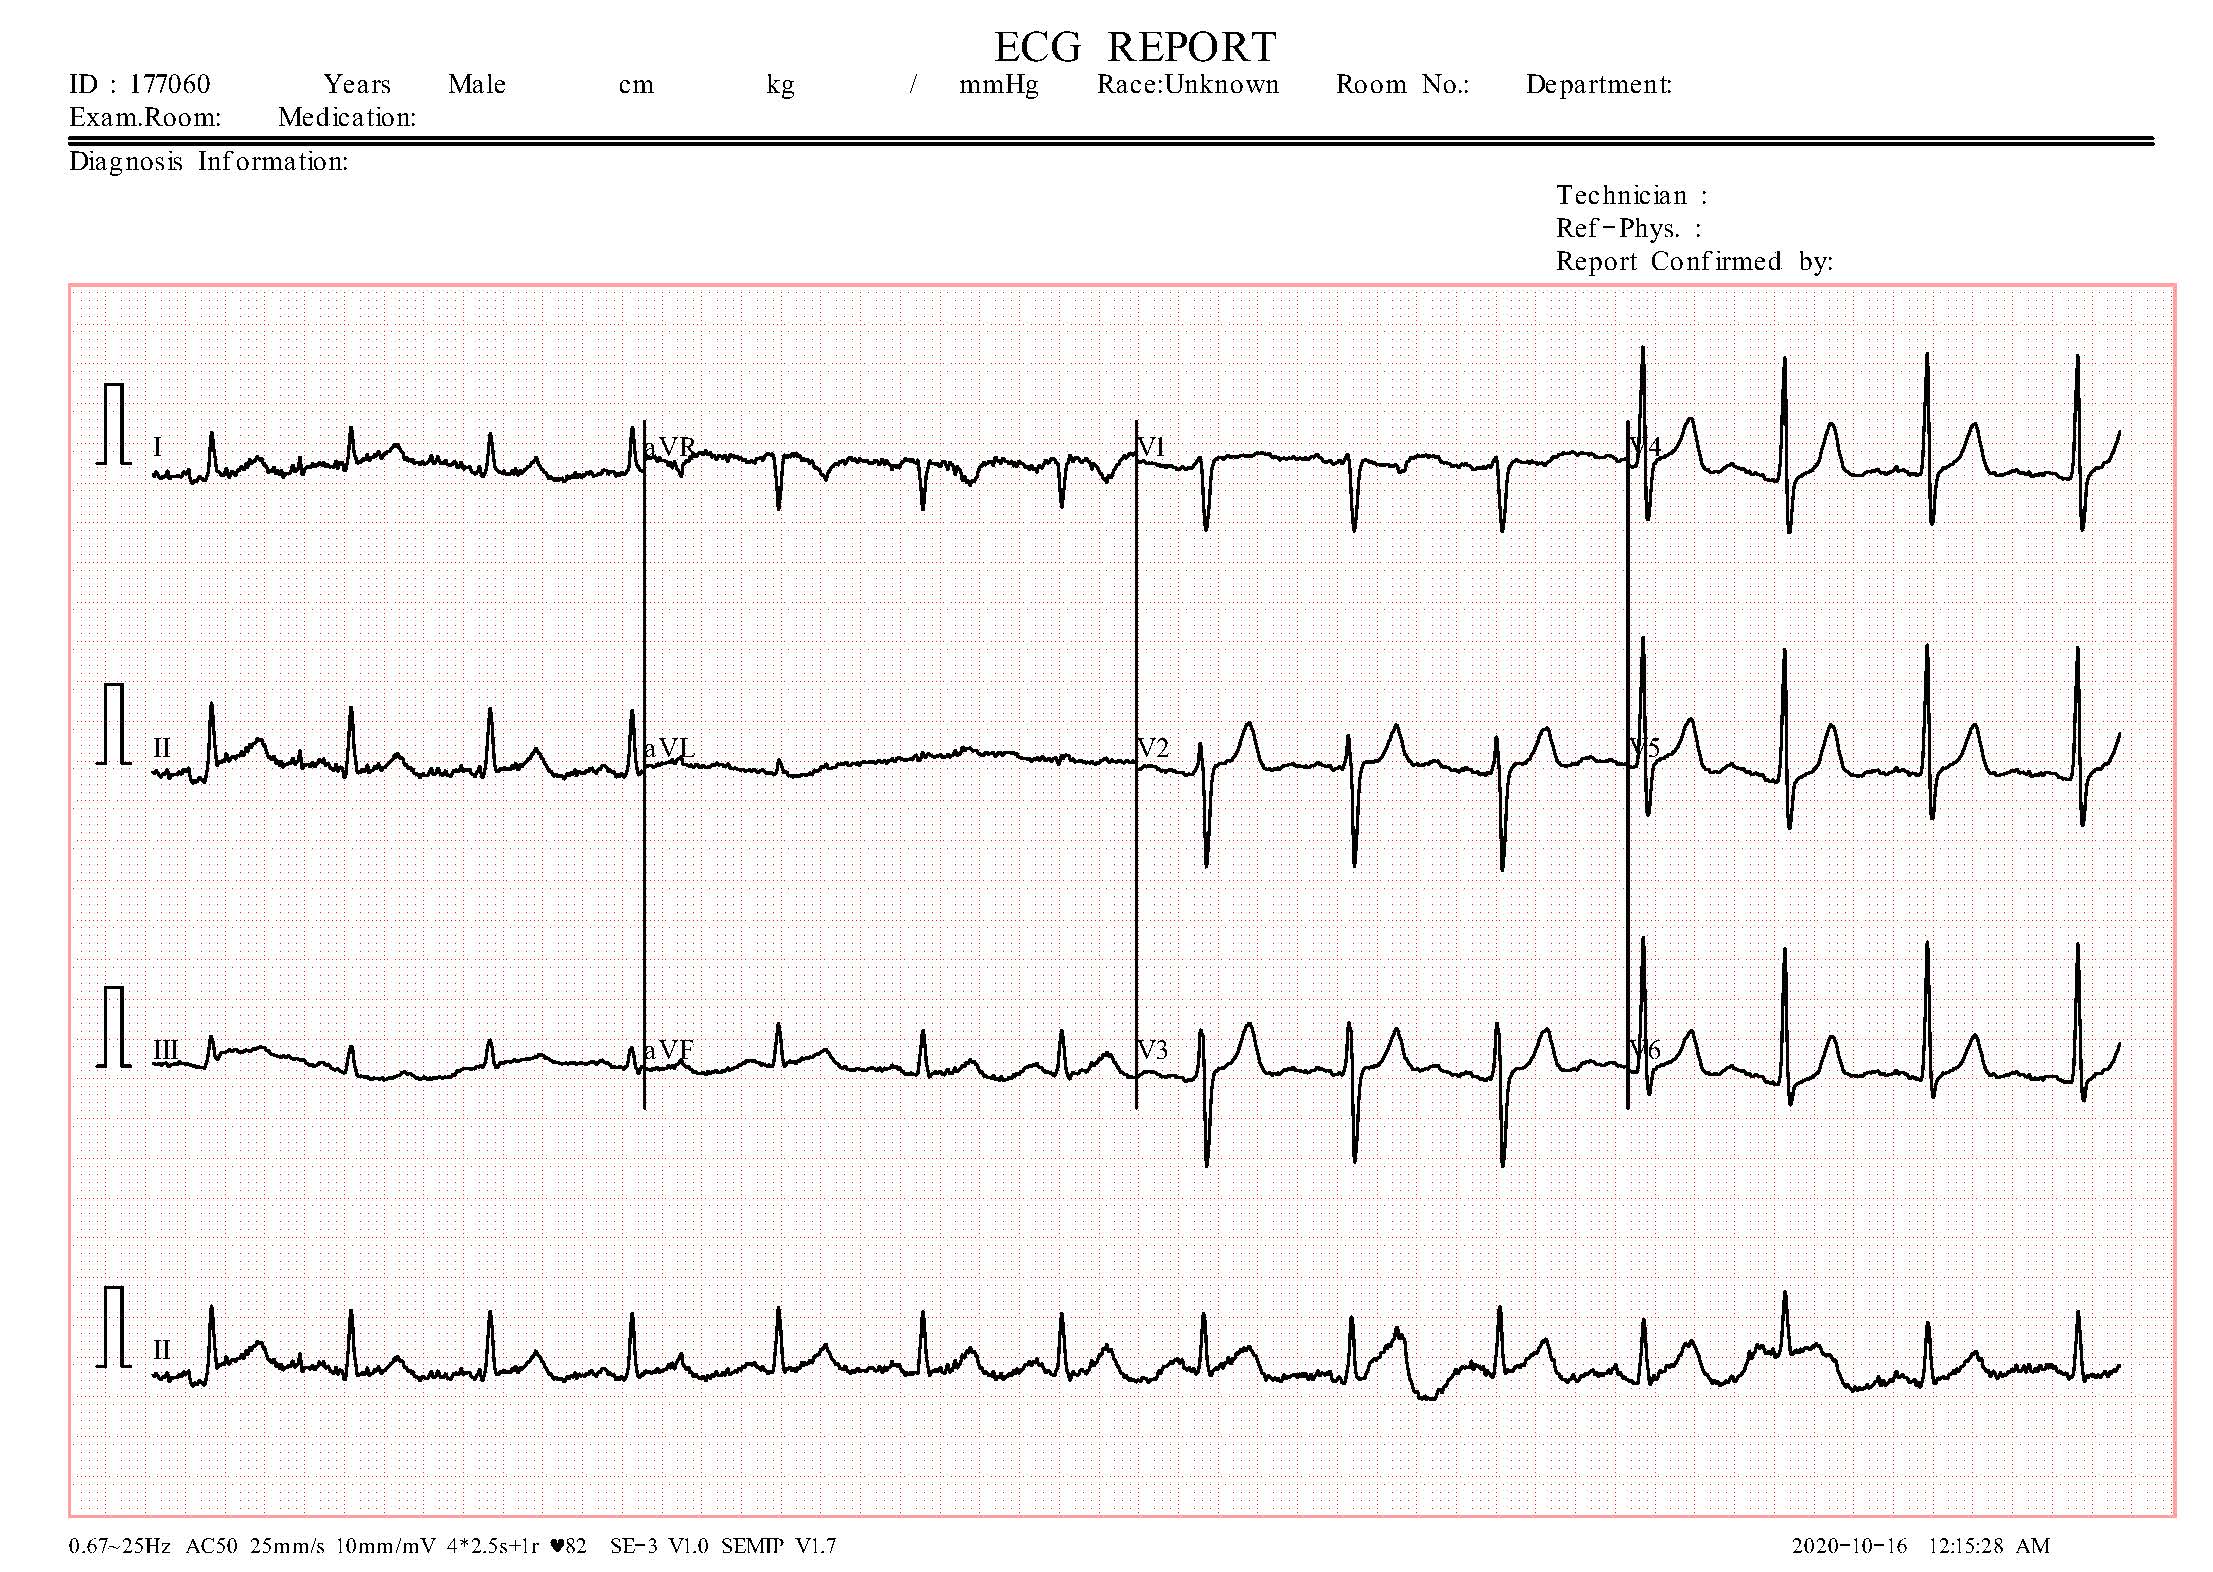 ECG REPORT
ID : 177060 Years Male cm kg / mmHg Race:Unknown Room No.: Department:
Exam.Room: Medication:
Diagnosis Information:
Technician :
Ref-Phys. :
Report Confirmed by:
I aVR V1 V4
II aVL V2 V5
III aVF V3 V6
II
0.67~25Hz AC50 25mm/s 10mm/mV 4*2.5s+1r ♥82 SE-3 V1.0 SEMIP V1.7
2020-10-16 12:15:28 AM